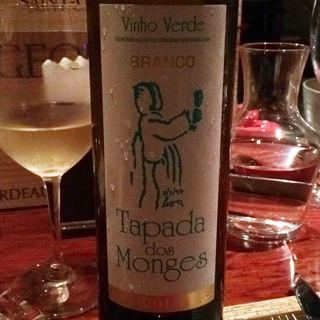 Vinho Verde
DENOMINAÇÃO DE ORIGEM CONTROLADA
BRANCO
Tapada
dos
Monges